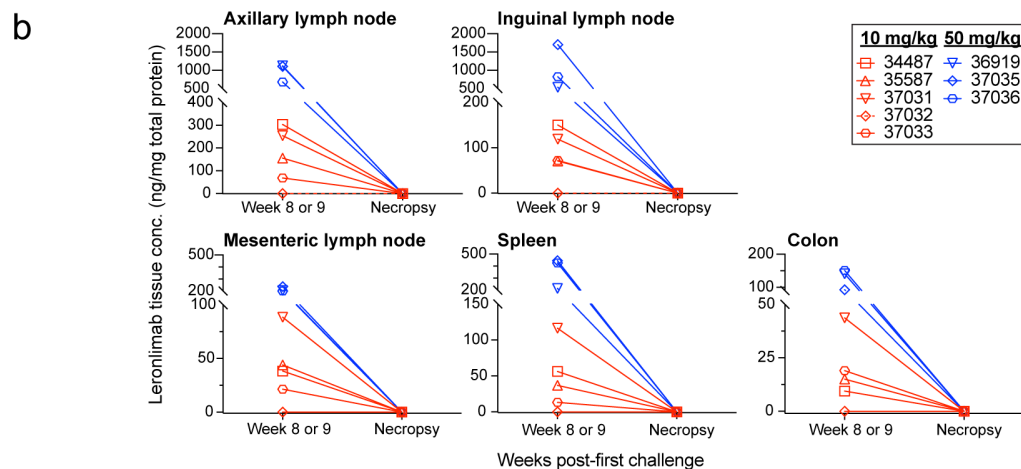 b
Axillary lymph node
Inguinal lymph node
10 mg/kg 50 mg/kg
34487 36919
35587 37035
37031 37036
37032
37033
Leronlimab tissue conc. (ng/mg total protein)
2000
1500
1000
500
400
300
200
100
0
Week 8 or 9 Necropsy
2000
1500
1000
500
200
100
0
Week 8 or 9 Necropsy
Mesenteric lymph node
Spleen
Colon
500
200
100
50
0
Week 8 or 9 Necropsy
500
200
150
100
50
0
Week 8 or 9 Necropsy
200
100
50
25
0
Week 8 or 9 Necropsy
Weeks post-first challenge